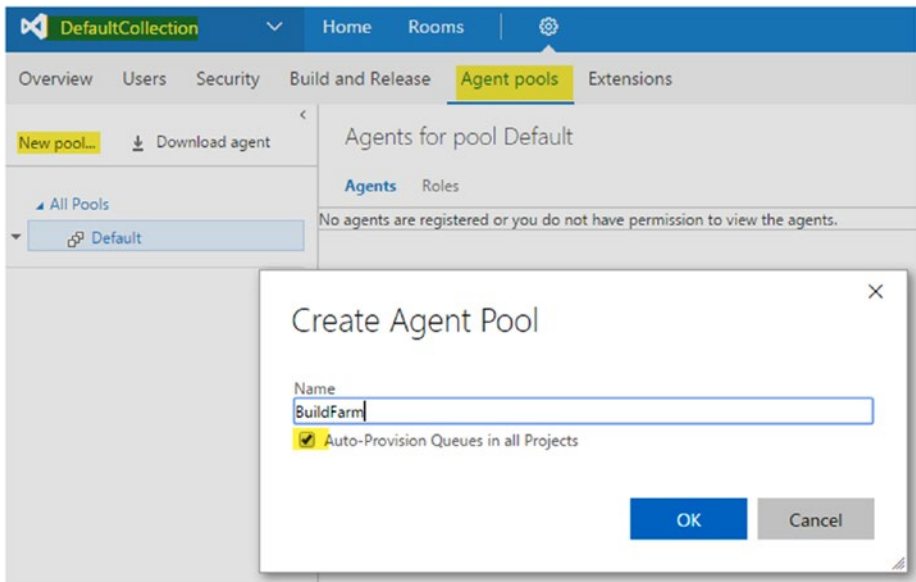 DefaultCollection Home Rooms
Overview Users Security Build and Release Agent pools Extensions
New pool... Download agent
Agents for pool Default
Agents Roles
All Pools
No agents are registered or you do not have permission to view the agents.
Default
Create Agent Pool
Name
BuildFarm
Auto-Provision Queues in all Projects
OK Cancel